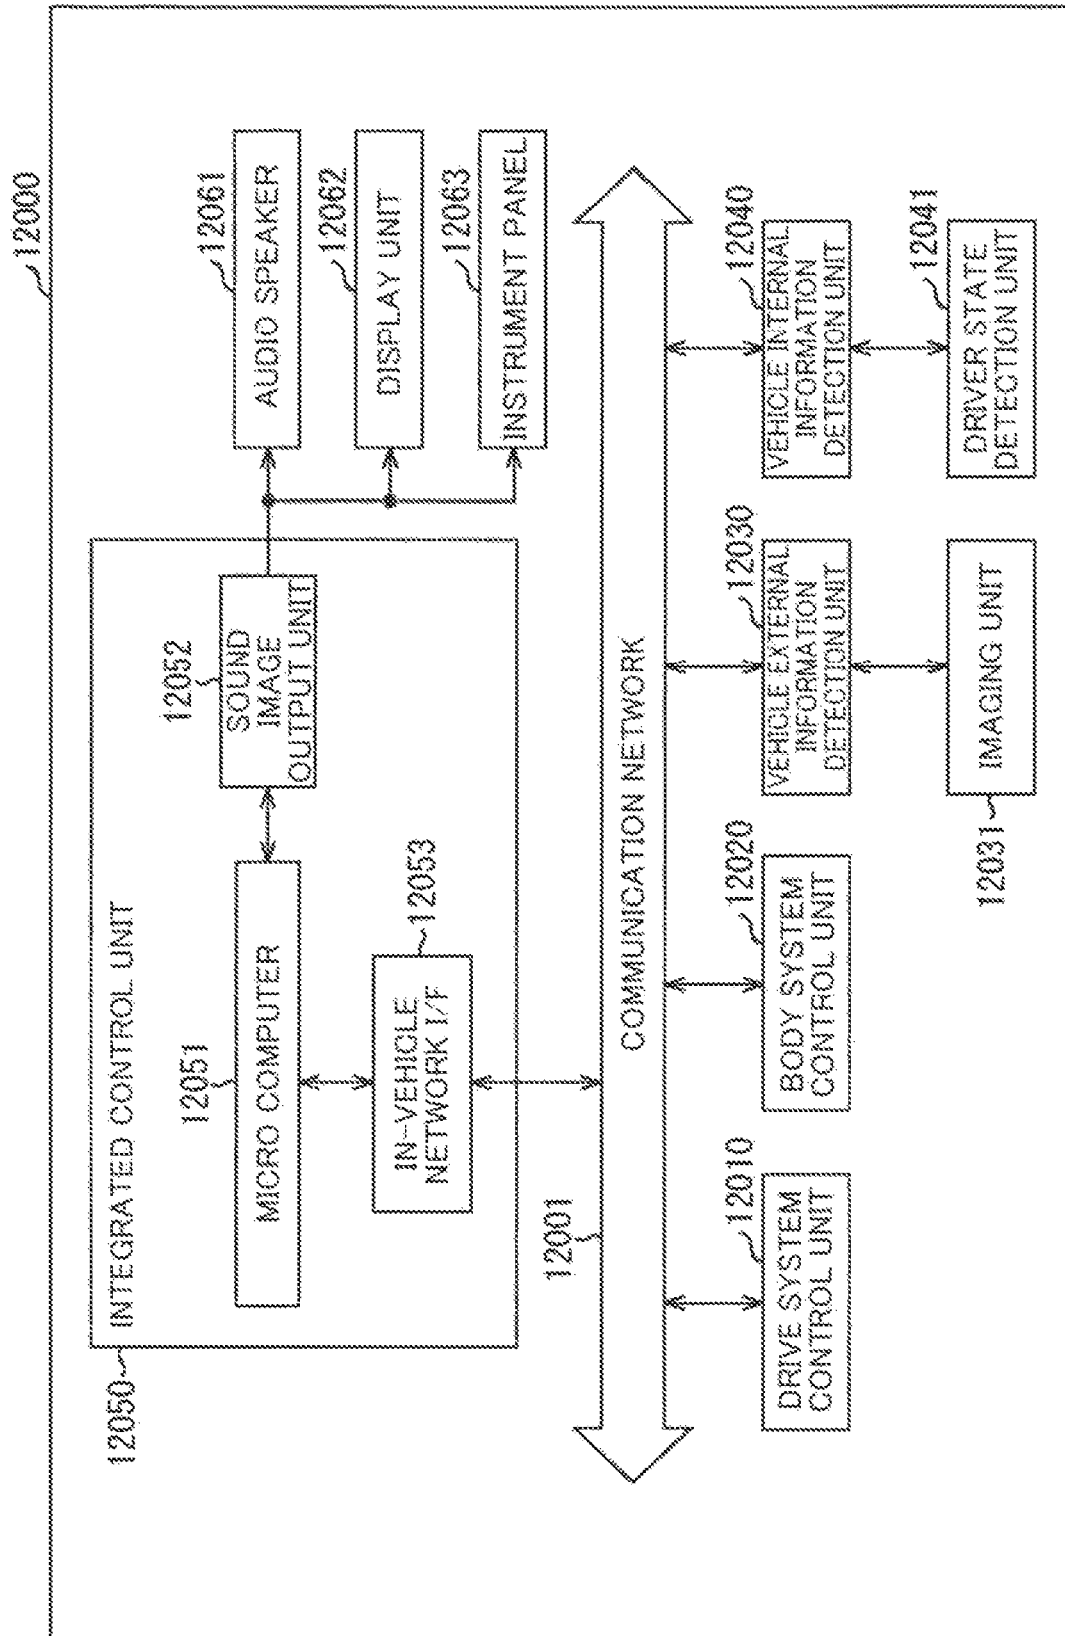 12000
12050
INTEGRATED CONTROL UNIT
12051
MICRO COMPUTER
12052
SOUND
IMAGE
OUTPUT UNIT
12053
IN-VEHICLE
NETWORK I/F
12061
AUDIO SPEAKER
12062
DISPLAY UNIT
12063
INSTRUMENT PANEL
12001
COMMUNICATION NETWORK
12010
DRIVE SYSTEM
CONTROL UNIT
12020
BODY SYSTEM
CONTROL UNIT
12030
VEHICLE EXTERNAL
INFORMATION
DETECTION UNIT
12040
VEHICLE INTERNAL
INFORMATION
DETECTION UNIT
12031
IMAGING UNIT
12041
DRIVER STATE
DETECTION UNIT